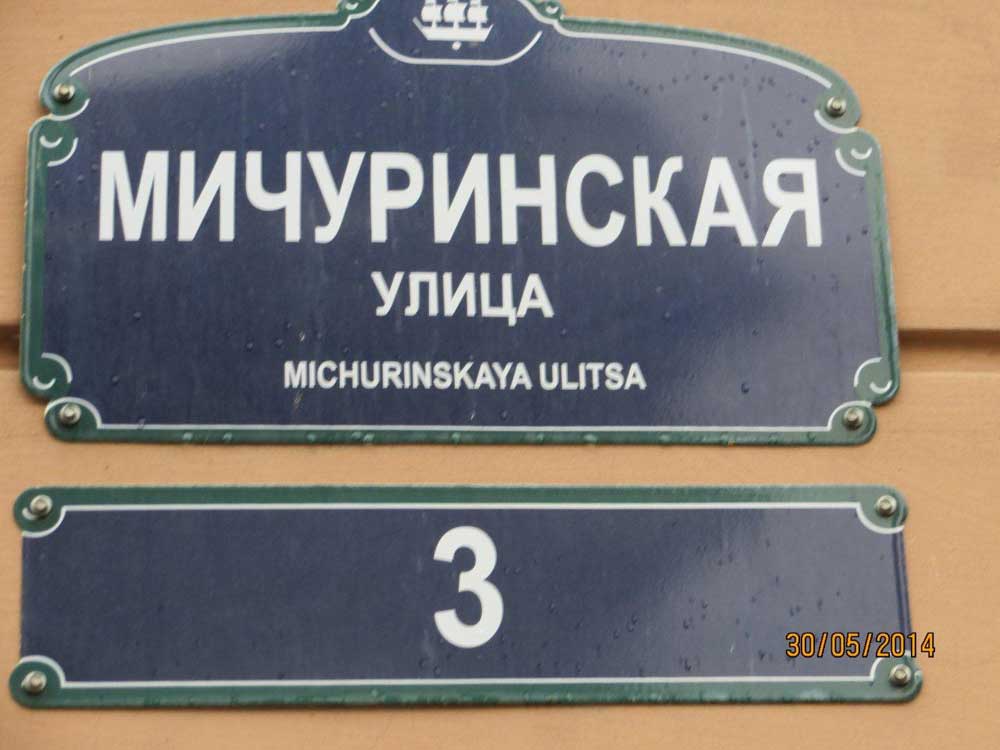 МИЧУРИНСКАЯ
УЛИЦА
MICHURINSKAYA ULITSA
3
30/05/2014